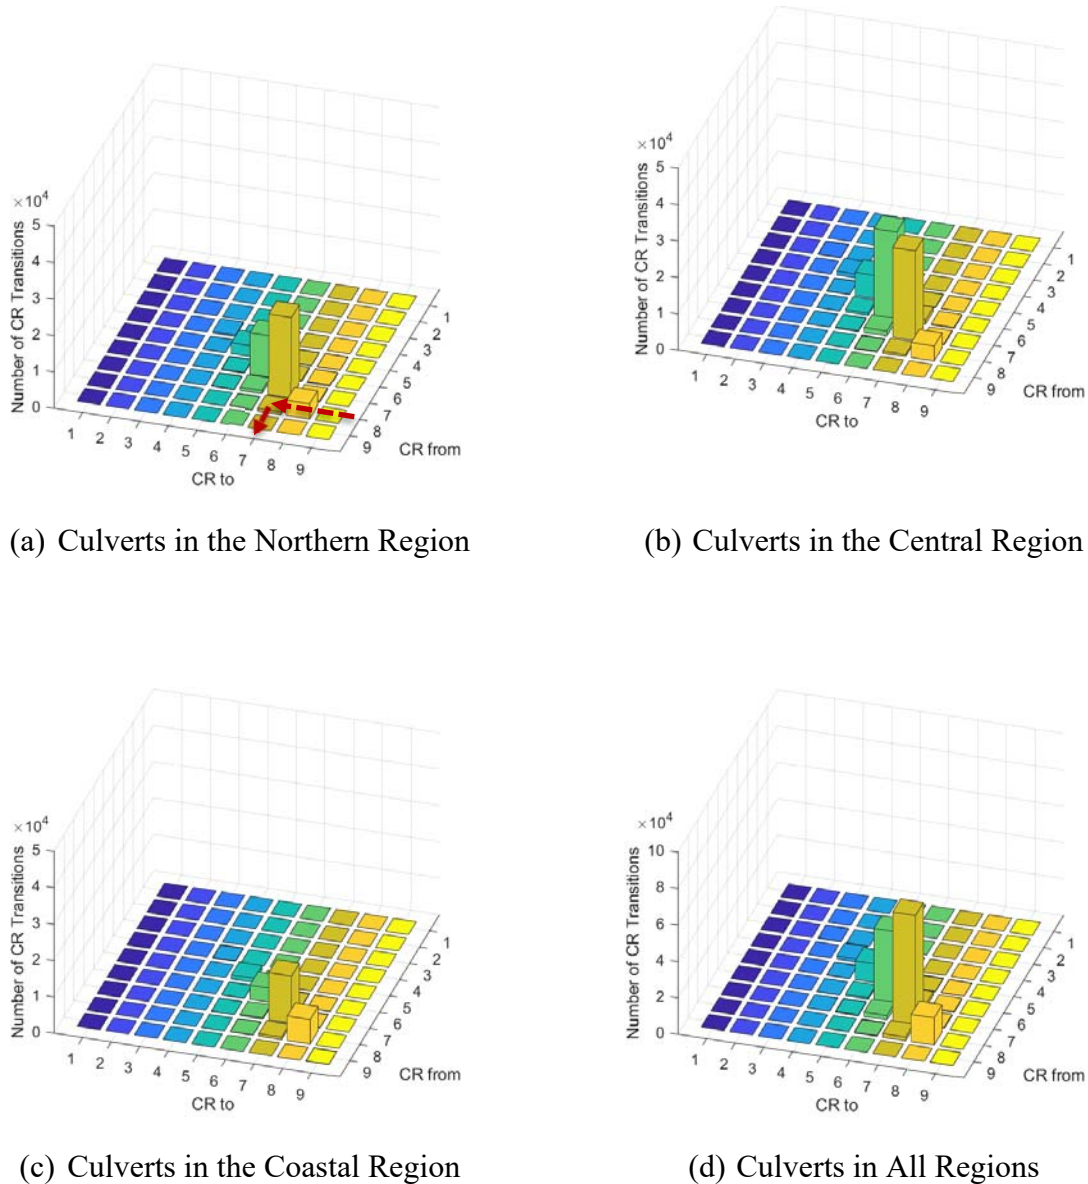 ×10⁴
Number of CR Transitions
5
4
3
2
1
0
1 2 3 4 5 6 7 8 9
CR to
1 2 3 4 5 6 7 8 9
CR from
(a) Culverts in the Northern Region
×10⁴
Number of CR Transitions
5
4
3
2
1
0
1 2 3 4 5 6 7 8 9
CR to
1 2 3 4 5 6 7 8 9
CR from
(b) Culverts in the Central Region
×10⁴
Number of CR Transitions
5
4
3
2
1
0
1 2 3 4 5 6 7 8 9
CR to
1 2 3 4 5 6 7 8 9
CR from
(c) Culverts in the Coastal Region
×10⁴
Number of CR Transitions
10
8
6
4
2
0
1 2 3 4 5 6 7 8 9
CR to
1 2 3 4 5 6 7 8 9
CR from
(d) Culverts in All Regions